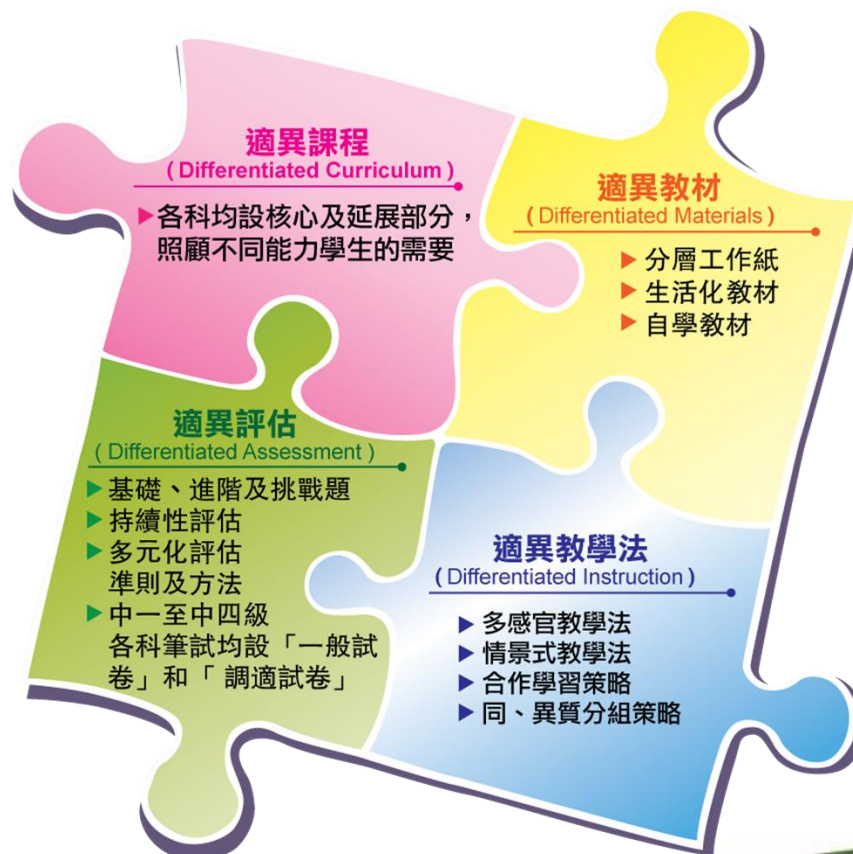 適異課程
( Differentiated Curriculum )
▶各科均設核心及延展部分，
照顧不同能力學生的需要
適異教材
( Differentiated Materials )
▶ 分層工作紙
▶ 生活化教材
▶ 自學教材
適異評估
( Differentiated Assessment )
▶基礎、進階及挑戰題
▶持續性評估
▶多元化評估
準則及方法
▶中一至中四級
各科筆試均設「一般試
卷」和「 調適試卷」
適異教學法
( Differentiated Instruction )
▶ 多感官教學法
▶ 情景式教學法
▶ 合作學習策略
▶ 同、異質分組策略